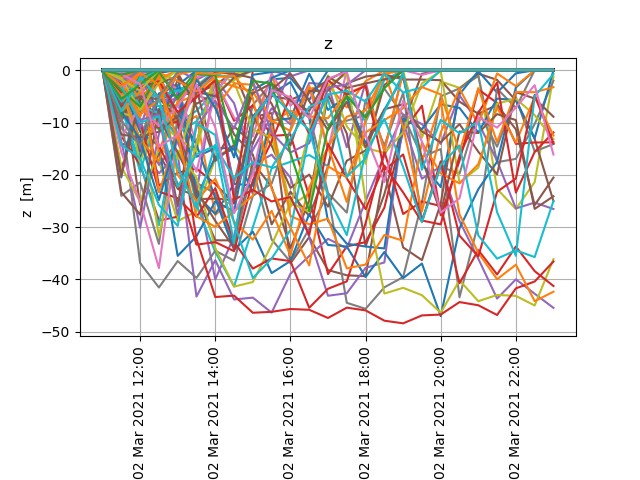 z
0
−10
−20
−30
−40
−50
z [m]
02 Mar 2021 12:00
02 Mar 2021 14:00
02 Mar 2021 16:00
02 Mar 2021 18:00
02 Mar 2021 20:00
02 Mar 2021 22:00